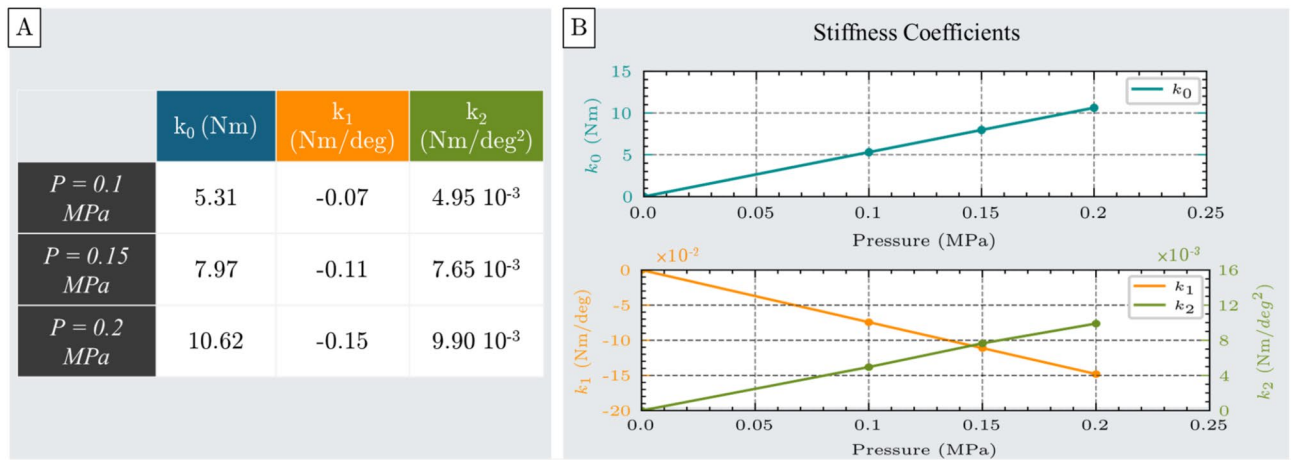 A
k₀ (Nm)
k₁
(Nm/deg)
k₂
(Nm/deg²)
P = 0.1
MPa
5.31
-0.07
4.95 10⁻³
P = 0.15
MPa
7.97
-0.11
7.65 10⁻³
P = 0.2
MPa
10.62
-0.15
9.90 10⁻³
B
Stiffness Coefficients
k₀ (Nm)
15
10
5
0
k₀
0.0
0.05
0.1
0.15
0.2
0.25
Pressure (MPa)
×10⁻²
×10⁻³
k₁ (Nm/deg)
0
-5
-10
-15
-20
k₁
k₂
16
12
8
4
0
k₂ (Nm/deg²)
0.0
0.05
0.1
0.15
0.2
0.25
Pressure (MPa)